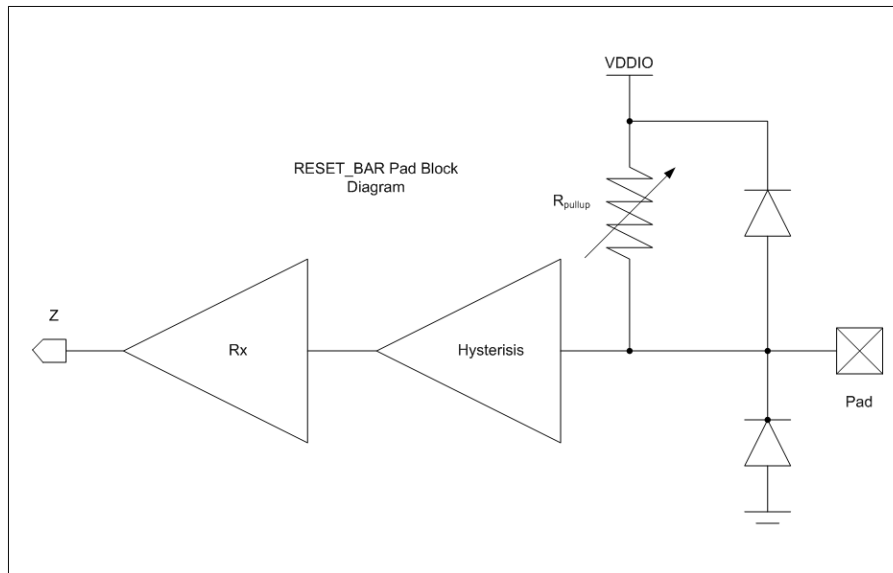 VDDIO
RESET_BAR Pad Block
Diagram
Rpullup
Z
Rx
Hysterisis
Pad